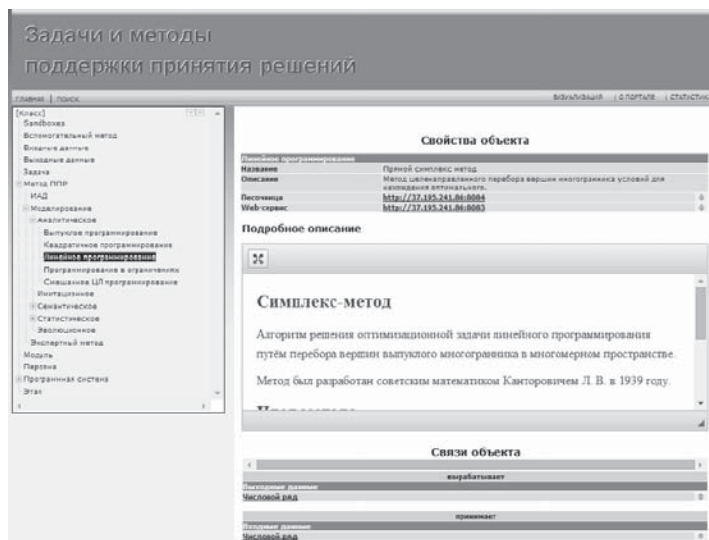 Задачи и методы
поддержки принятия решений
ГЛАВНАЯ | ПОИСК
ВИЗУАЛИЗАЦИЯ | О ПОРТАЛЕ | СТАТИСТИК
[Класс]
Sandboxes
Вспомогательный метод
Входные данные
Выходные данные
Задача
Метод ППР
ИАД
Моделирование
Аналитическое
Выпуклое программирование
Квадратичное программирование
Линейное программирование
Программирование в ограничениях
Смешанное ЦЛ программирование
Имитационное
Семантическое
Статистическое
Эволюционное
Экспертный метод
Модуль
Персона
Программная система
Этап
Свойства объекта
Линейное программирование
Название Прямой симплекс метод
Описание Метод целенаправленного перебора вершин многогранника условий для
нахождения оптимального.
Песочница http://37.195.241.86:8084
Web-сервис http://37.195.241.86:8083
Подробное описание
Симплекс-метод
Алгоритм решения оптимизационной задачи линейного программирования
путём перебора вершин выпуклого многогранника в многомерном пространстве.
Метод был разработан советским математиком Канторовичем Л. В. в 1939 году.
Связи объекта
вырабатывает
Выходные данные
Числовой ряд
принимает
Входные данные
Числовой ряд